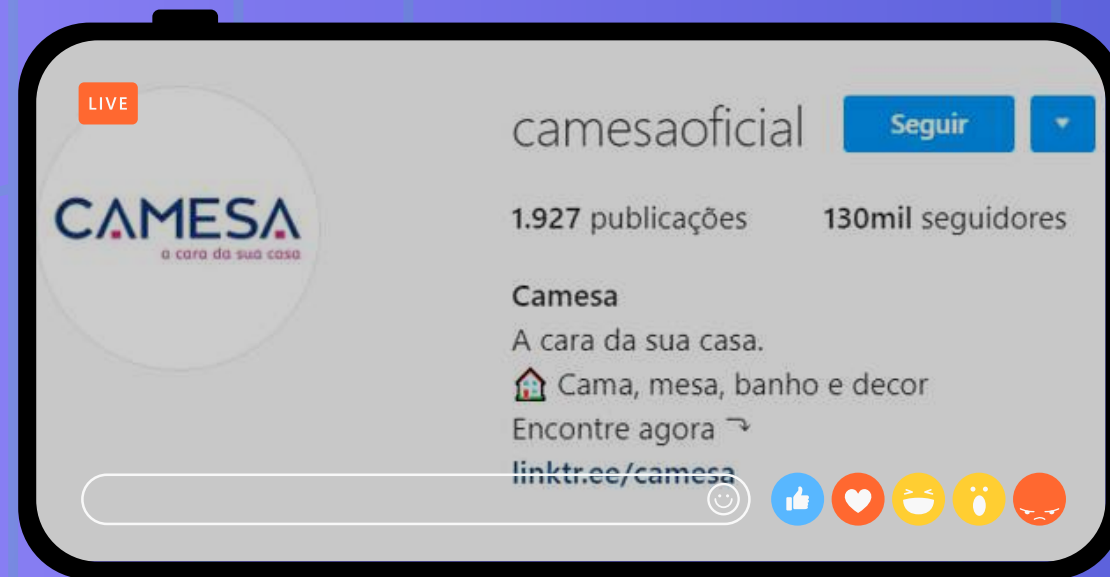 LIVE
camesaoficial Seguir
CAMESA
a cara da sua casa
1.927 publicações 130mil seguidores
Camesa
A cara da sua casa.
Cama, mesa, banho e decor
Encontre agora
linktr.ee/camesa